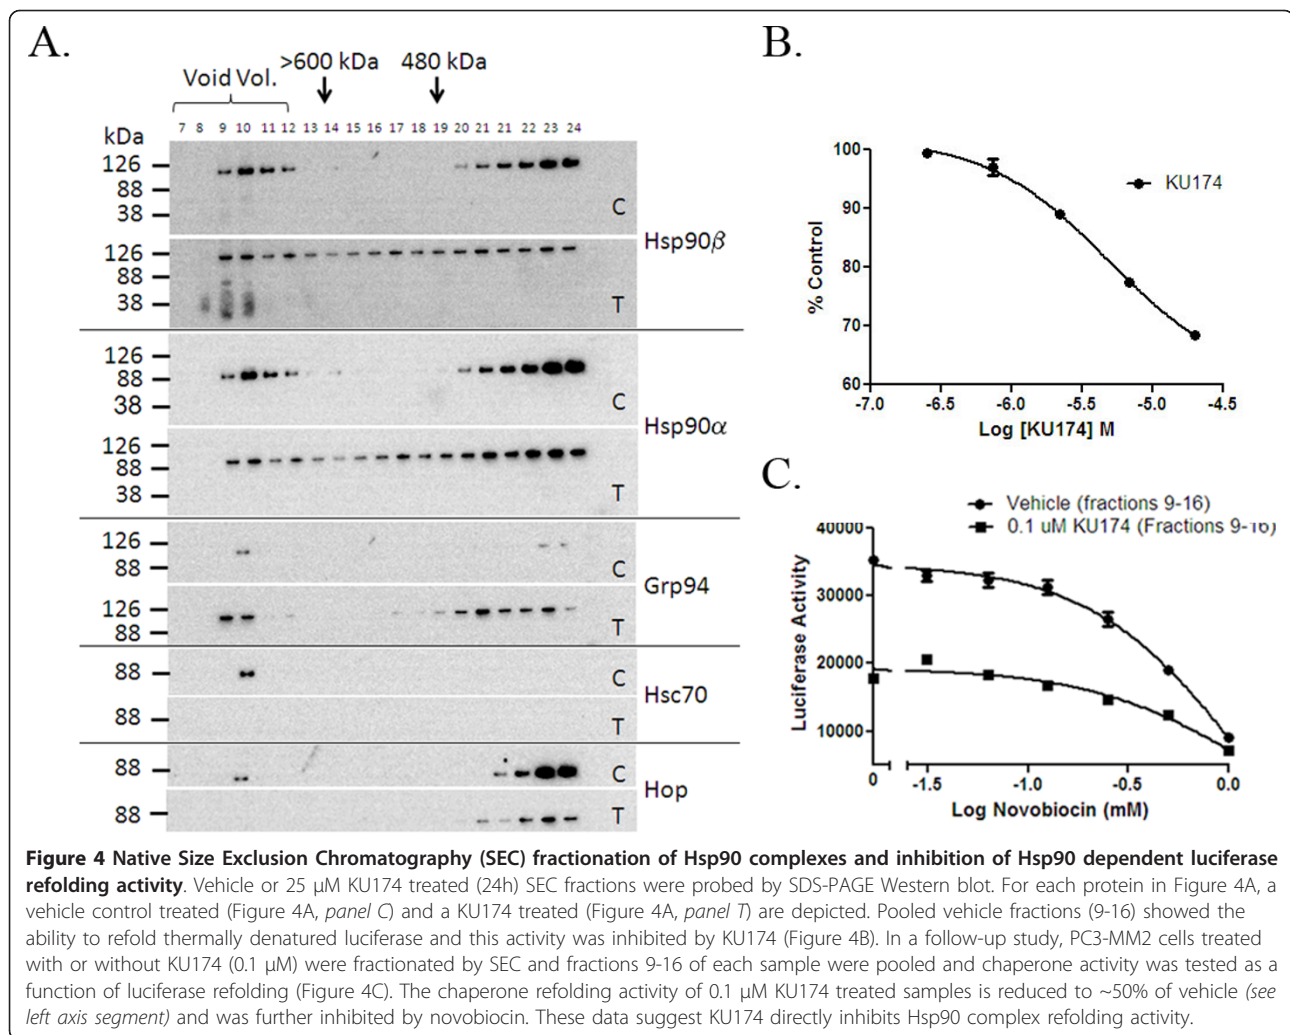 A.
Void Vol.
>600 kDa
480 kDa
kDa
7 8 9 10 11 12 13 14 15 16 17 18 19 20 21 21 22 23 24
126
88
38
C
Hsp90β
126
88
38
T
126
88
38
C
Hsp90α
126
88
38
T
126
88
C
Grp94
126
88
T
88
C
Hsc70
88
T
88
C
Hop
88
T
B.
100
90
80
70
60
% Control
KU174
-7.0 -6.5 -6.0 -5.5 -5.0 -4.5
Log [KU174] M
C.
Vehicle (fractions 9-16)
0.1 uM KU174 (Fractions 9-16)
40000
30000
20000
10000
Luciferase Activity
0 -1.5 -1.0 -0.5 0.0
Log Novobiocin (mM)
Figure 4 Native Size Exclusion Chromatography (SEC) fractionation of Hsp90 complexes and inhibition of Hsp90 dependent luciferase
refolding activity. Vehicle or 25 μM KU174 treated (24h) SEC fractions were probed by SDS-PAGE Western blot. For each protein in Figure 4A, a
vehicle control treated (Figure 4A, panel C) and a KU174 treated (Figure 4A, panel T) are depicted. Pooled vehicle fractions (9-16) showed the
ability to refold thermally denatured luciferase and this activity was inhibited by KU174 (Figure 4B). In a follow-up study, PC3-MM2 cells treated
with or without KU174 (0.1 μM) were fractionated by SEC and fractions 9-16 of each sample were pooled and chaperone activity was tested as a
function of luciferase refolding (Figure 4C). The chaperone refolding activity of 0.1 μM KU174 treated samples is reduced to ~50% of vehicle (see
left axis segment) and was further inhibited by novobiocin. These data suggest KU174 directly inhibits Hsp90 complex refolding activity.